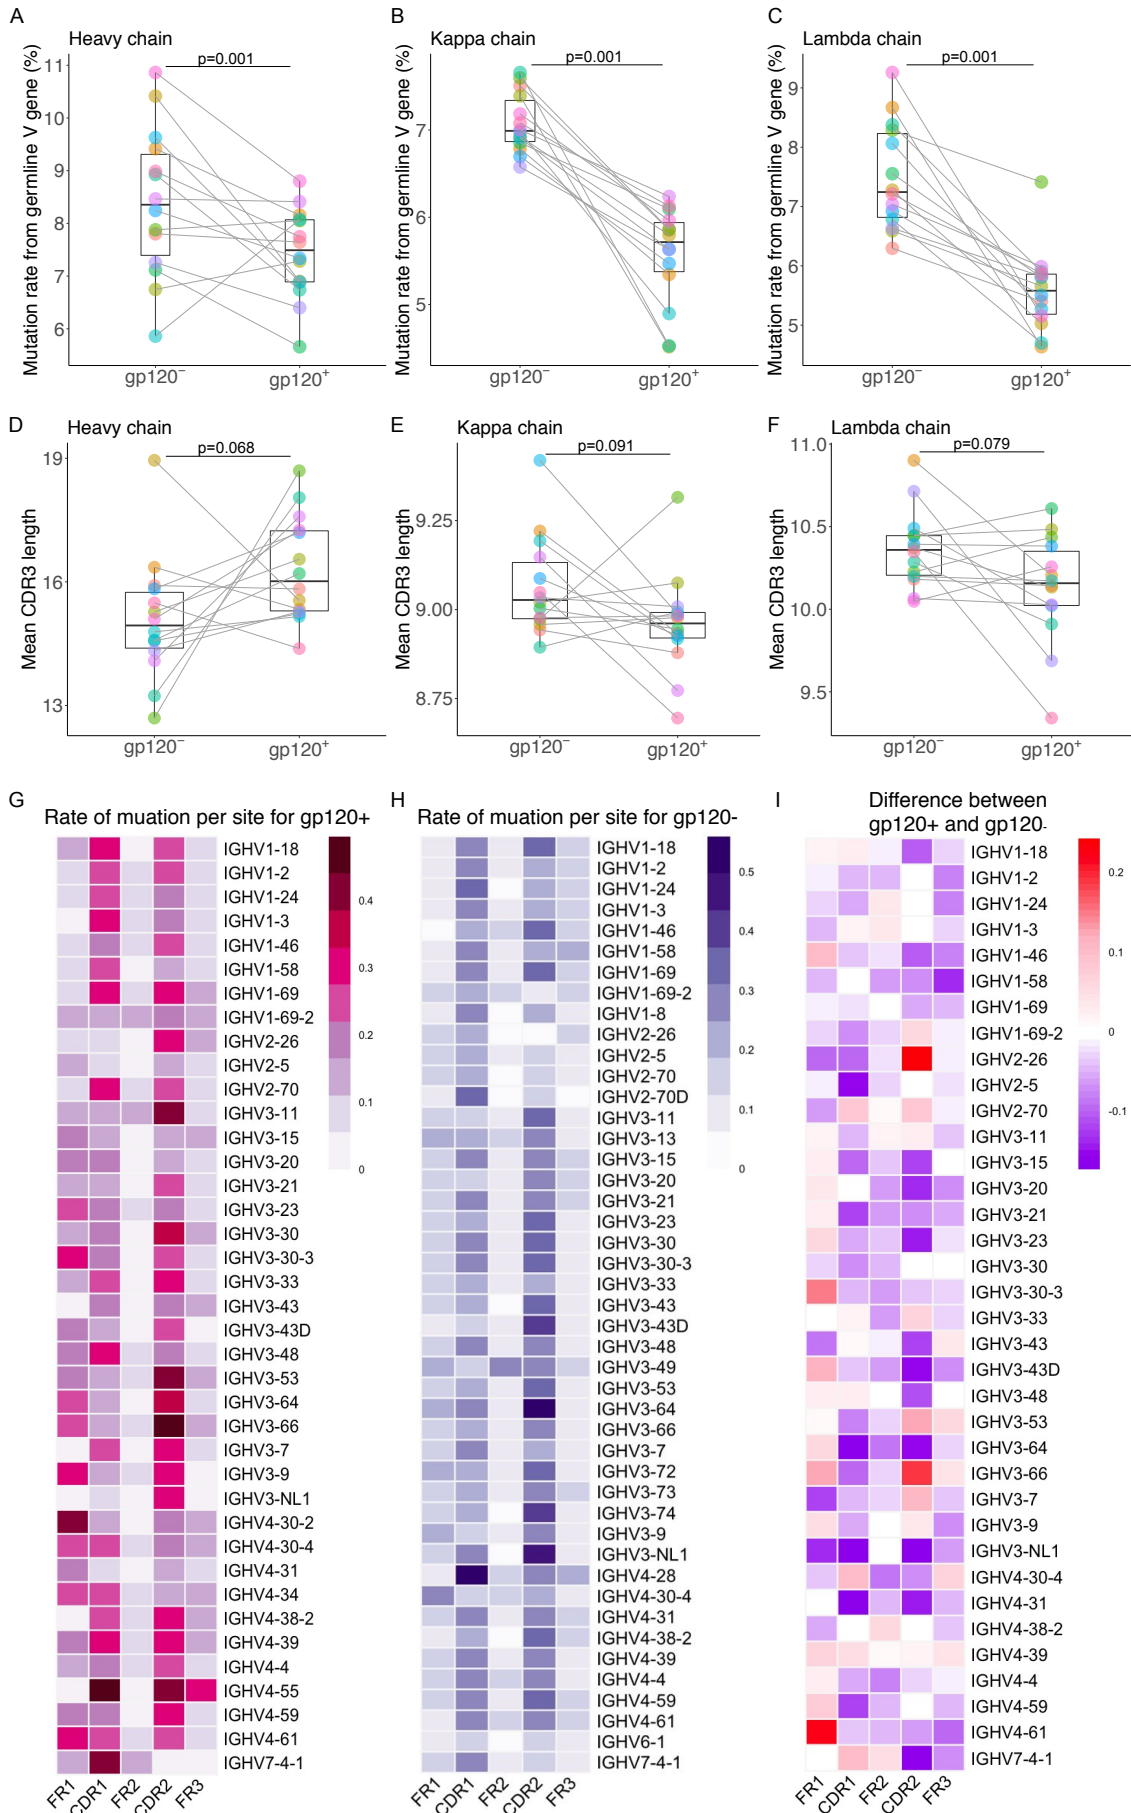 A
Heavy chain
Mutation rate from germline V gene (%)
p=0.001
11
10
9
8
7
6
gp120⁻
gp120⁺
B
Kappa chain
Mutation rate from germline V gene (%)
p=0.001
7
6
5
gp120⁻
gp120⁺
C
Lambda chain
Mutation rate from germline V gene (%)
p=0.001
9
8
7
6
5
gp120⁻
gp120⁺
D
Heavy chain
Mean CDR3 length
p=0.068
19
16
13
gp120⁻
gp120⁺
E
Kappa chain
Mean CDR3 length
p=0.091
9.25
9.00
8.75
gp120⁻
gp120⁺
F
Lambda chain
Mean CDR3 length
p=0.079
11.0
10.5
10.0
9.5
gp120⁻
gp120⁺
G
Rate of muation per site for gp120+
IGHV1-18
IGHV1-2
IGHV1-24
IGHV1-3
IGHV1-46
IGHV1-58
IGHV1-69
IGHV1-69-2
IGHV2-26
IGHV2-5
IGHV2-70
IGHV3-11
IGHV3-15
IGHV3-20
IGHV3-21
IGHV3-23
IGHV3-30
IGHV3-30-3
IGHV3-33
IGHV3-43
IGHV3-43D
IGHV3-48
IGHV3-53
IGHV3-64
IGHV3-66
IGHV3-7
IGHV3-9
IGHV3-NL1
IGHV4-30-2
IGHV4-30-4
IGHV4-31
IGHV4-34
IGHV4-38-2
IGHV4-39
IGHV4-4
IGHV4-55
IGHV4-59
IGHV4-61
IGHV7-4-1
FR1
CDR1
FR2
CDR2
FR3
0.4
0.3
0.2
0.1
0
H
Rate of muation per site for gp120-
IGHV1-18
IGHV1-2
IGHV1-24
IGHV1-3
IGHV1-46
IGHV1-58
IGHV1-69
IGHV1-69-2
IGHV1-8
IGHV2-26
IGHV2-5
IGHV2-70
IGHV2-70D
IGHV3-11
IGHV3-13
IGHV3-15
IGHV3-20
IGHV3-21
IGHV3-23
IGHV3-30
IGHV3-30-3
IGHV3-33
IGHV3-43
IGHV3-43D
IGHV3-48
IGHV3-49
IGHV3-53
IGHV3-64
IGHV3-66
IGHV3-7
IGHV3-72
IGHV3-73
IGHV3-74
IGHV3-9
IGHV3-NL1
IGHV4-28
IGHV4-30-4
IGHV4-31
IGHV4-38-2
IGHV4-39
IGHV4-4
IGHV4-59
IGHV4-61
IGHV6-1
IGHV7-4-1
FR1
CDR1
FR2
CDR2
FR3
0.5
0.4
0.3
0.2
0.1
0
I
Difference between
gp120+ and gp120-
IGHV1-18
IGHV1-2
IGHV1-24
IGHV1-3
IGHV1-46
IGHV1-58
IGHV1-69
IGHV1-69-2
IGHV2-26
IGHV2-5
IGHV2-70
IGHV3-11
IGHV3-15
IGHV3-20
IGHV3-21
IGHV3-23
IGHV3-30
IGHV3-30-3
IGHV3-33
IGHV3-43
IGHV3-43D
IGHV3-48
IGHV3-53
IGHV3-64
IGHV3-66
IGHV3-7
IGHV3-9
IGHV3-NL1
IGHV4-30-4
IGHV4-31
IGHV4-38-2
IGHV4-39
IGHV4-4
IGHV4-59
IGHV4-61
IGHV7-4-1
FR1
CDR1
FR2
CDR2
FR3
0.2
0.1
0
-0.1